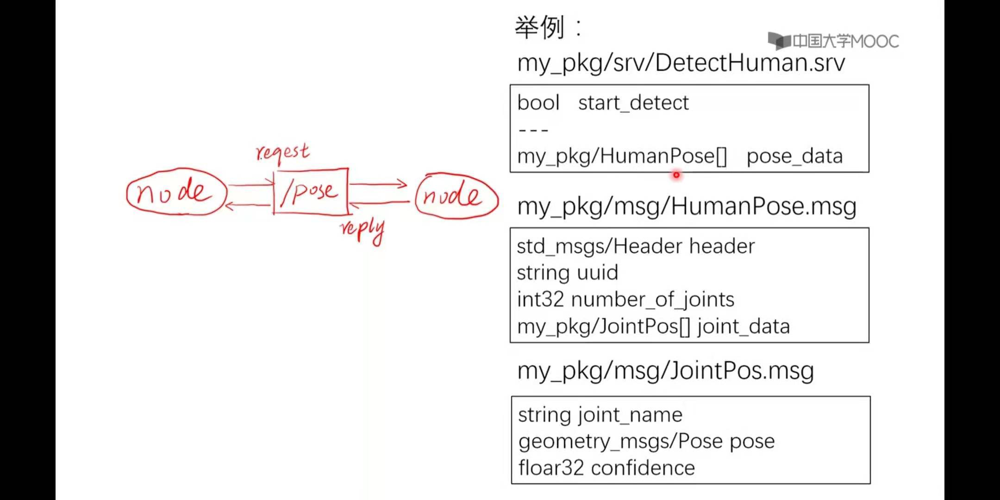 举例：
中国大学MOOC
my_pkg/srv/DetectHuman.srv
bool start_detect
---
my_pkg/HumanPose[] pose_data
reqest
node
/pose
node
reply
my_pkg/msg/HumanPose.msg
std_msgs/Header header
string uuid
int32 number_of_joints
my_pkg/JointPos[] joint_data
my_pkg/msg/JointPos.msg
string joint_name
geometry_msgs/Pose pose
floar32 confidence